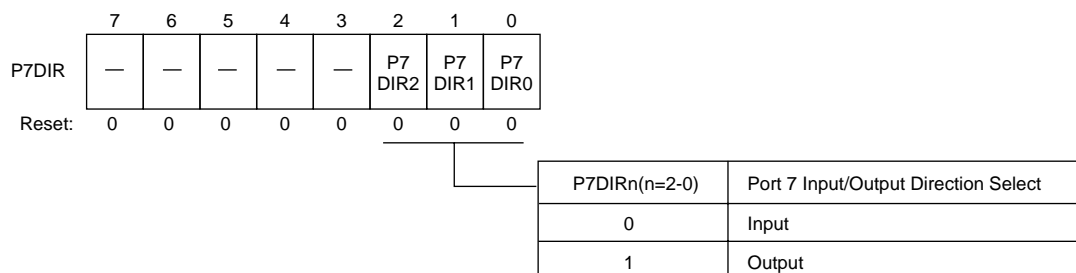 7 6 5 4 3 2 1 0
P7DIR — — — — — P7 DIR2 P7 DIR1 P7 DIR0
Reset: 0 0 0 0 0 0 0 0
P7DIRn(n=2-0) Port 7 Input/Output Direction Select
0 Input
1 Output